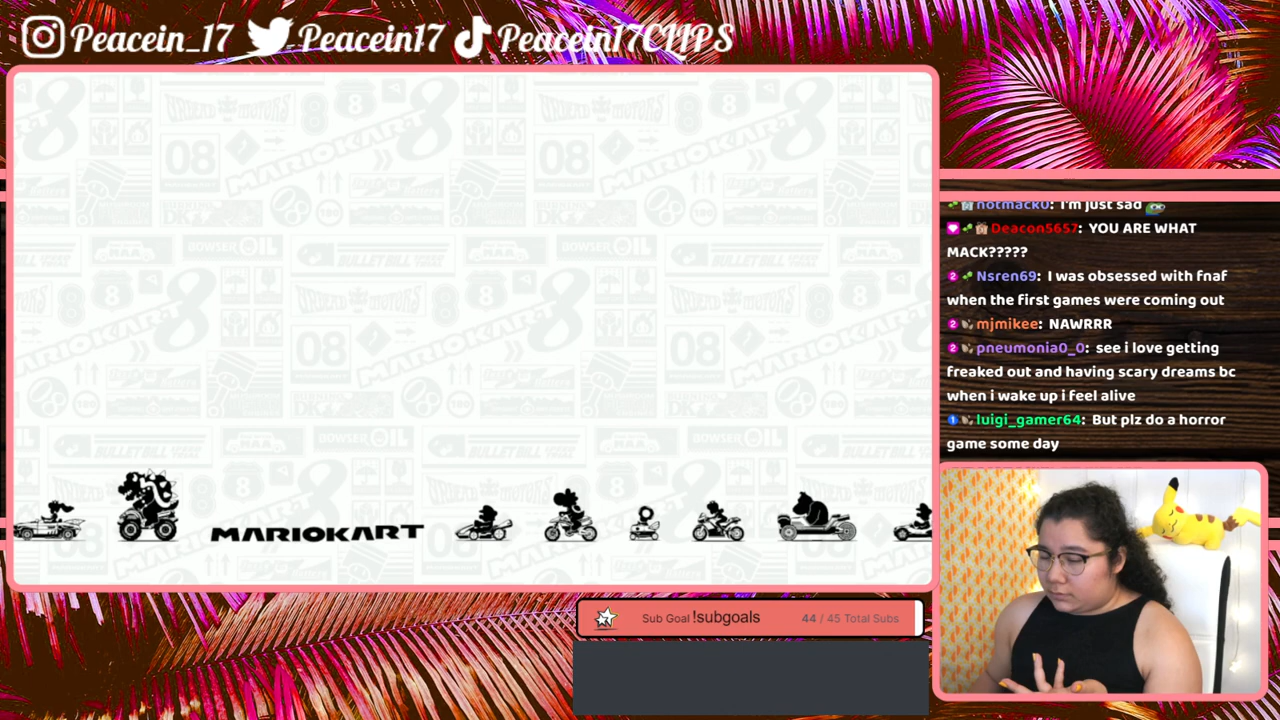 Peacein_17 Peacein17 Peacein17ClIPS
MARIOKART
notmack0: I'm just sad
Deacon5657: YOU ARE WHAT
MACK?????
Nsren69: I was obsessed with fnaf
when the first games were coming out
mjmikee: NAWRRR
pneumonia0_0: see i love getting
freaked out and having scary dreams bc
when i wake up i feel alive
luigi_gamer64: But plz do a horror
game some day
Sub Goal !subgoals 44 / 45 Total Subs